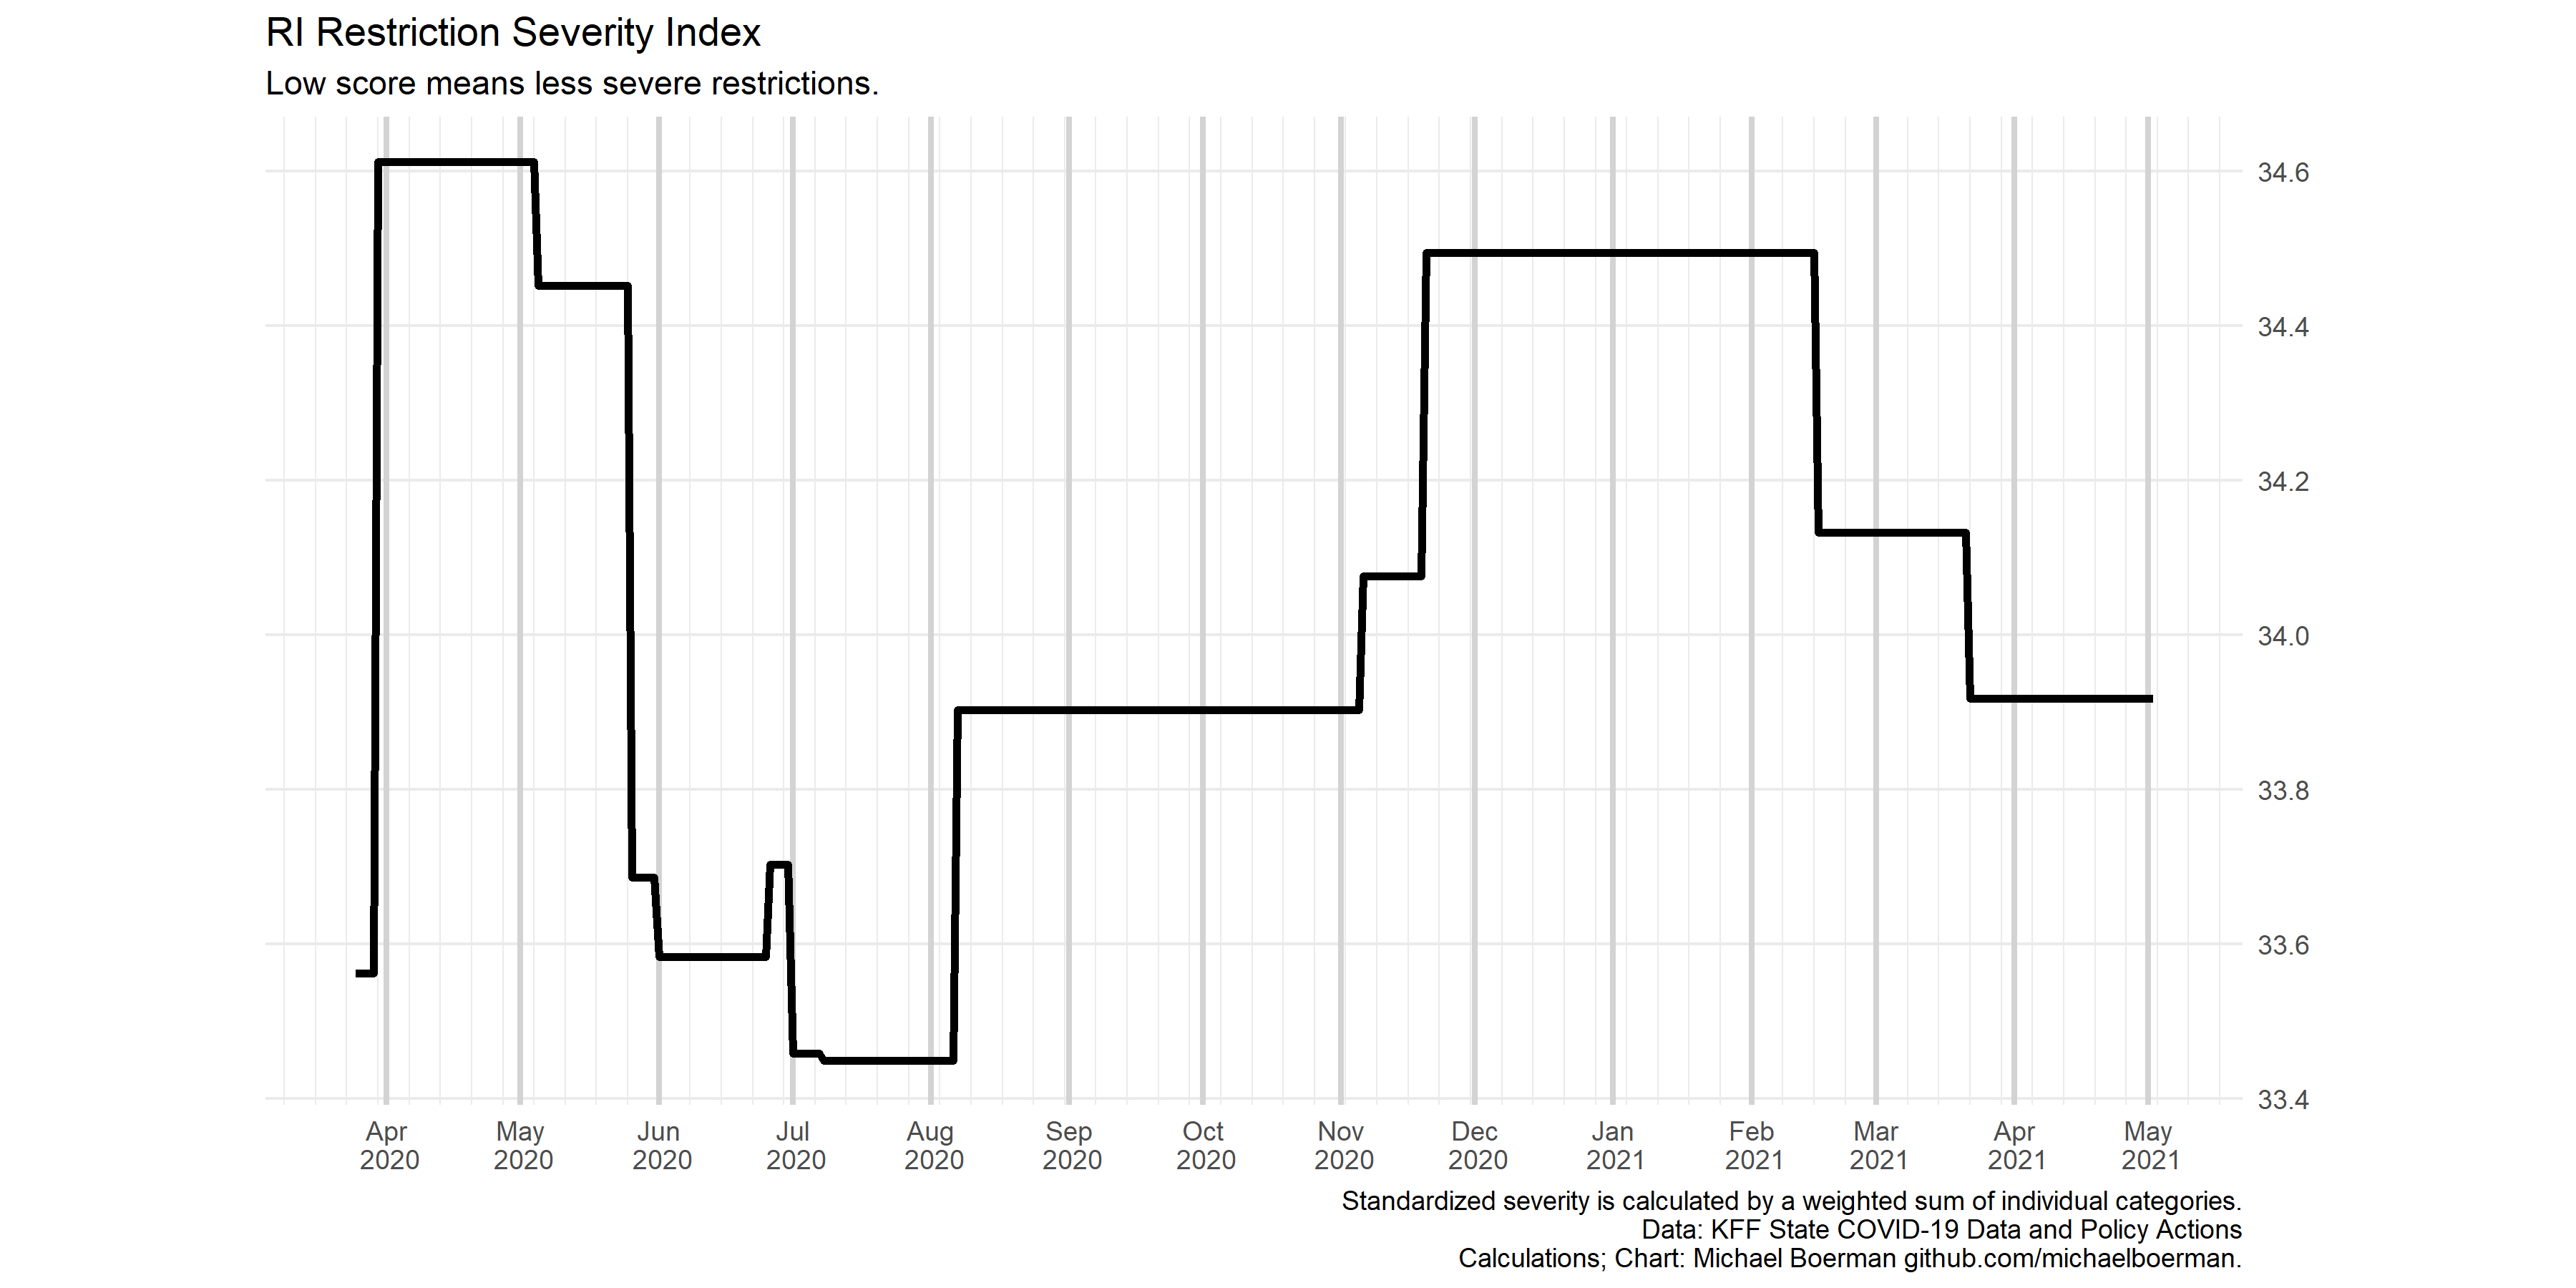 RI Restriction Severity Index
Low score means less severe restrictions.
34.6
34.4
34.2
34.0
33.8
33.6
33.4
Apr May Jun Jul Aug Sep Oct Nov Dec Jan Feb Mar Apr May
2020 2020 2020 2020 2020 2020 2020 2020 2020 2021 2021 2021 2021 2021
Standardized severity is calculated by a weighted sum of individual categories.
Data: KFF State COVID-19 Data and Policy Actions
Calculations; Chart: Michael Boerman github.com/michaelboerman.